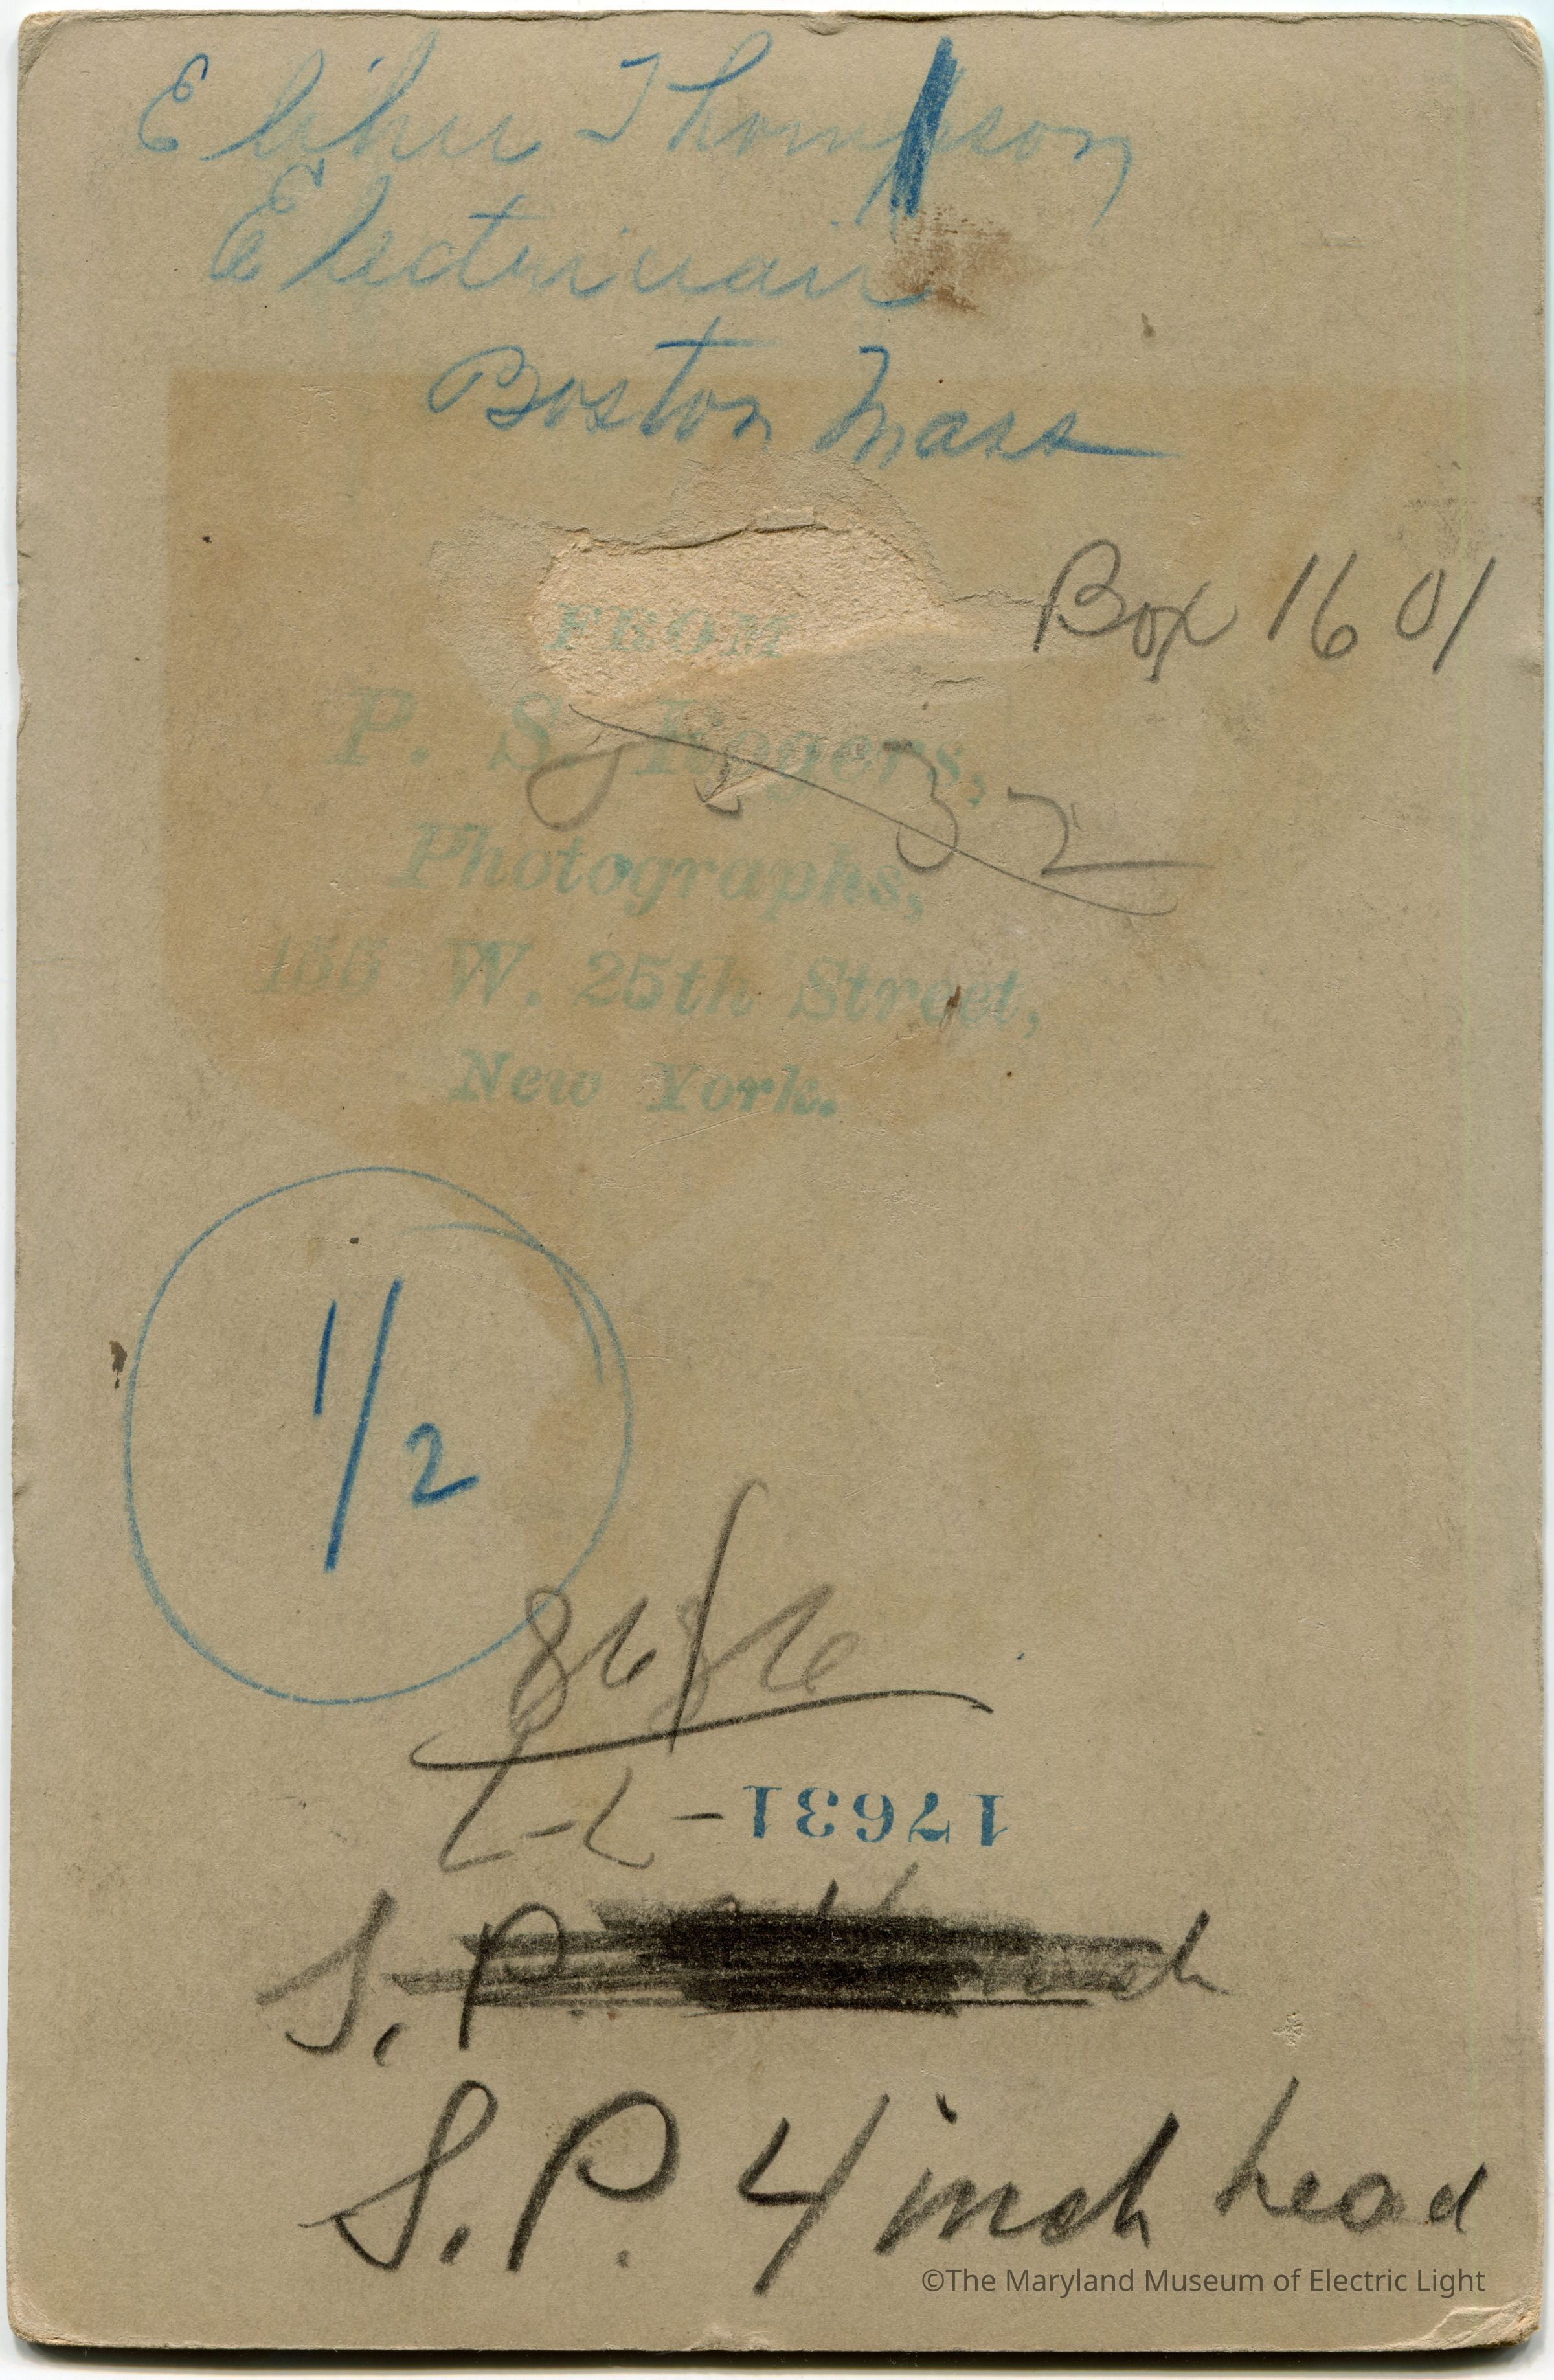 Elihu Thompson
Electrician
Boston Mass
Box 1601
FROM
P. S. Rogers,
32
Photographs,
W. 25th Street,
New York.
1/2
8686
17631
S. P.
S. P. 4 inch head
©The Maryland Museum of Electric Light